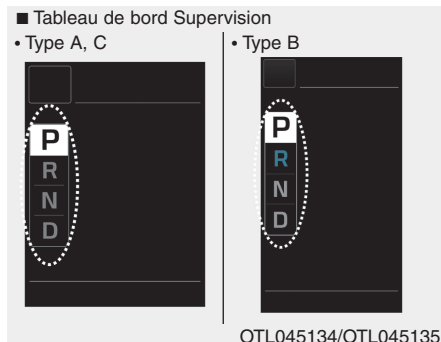 ■ Tableau de bord Supervision
• Type A, C
P
R
N
D
• Type B
P
R
N
D
OTL045134/OTL045135